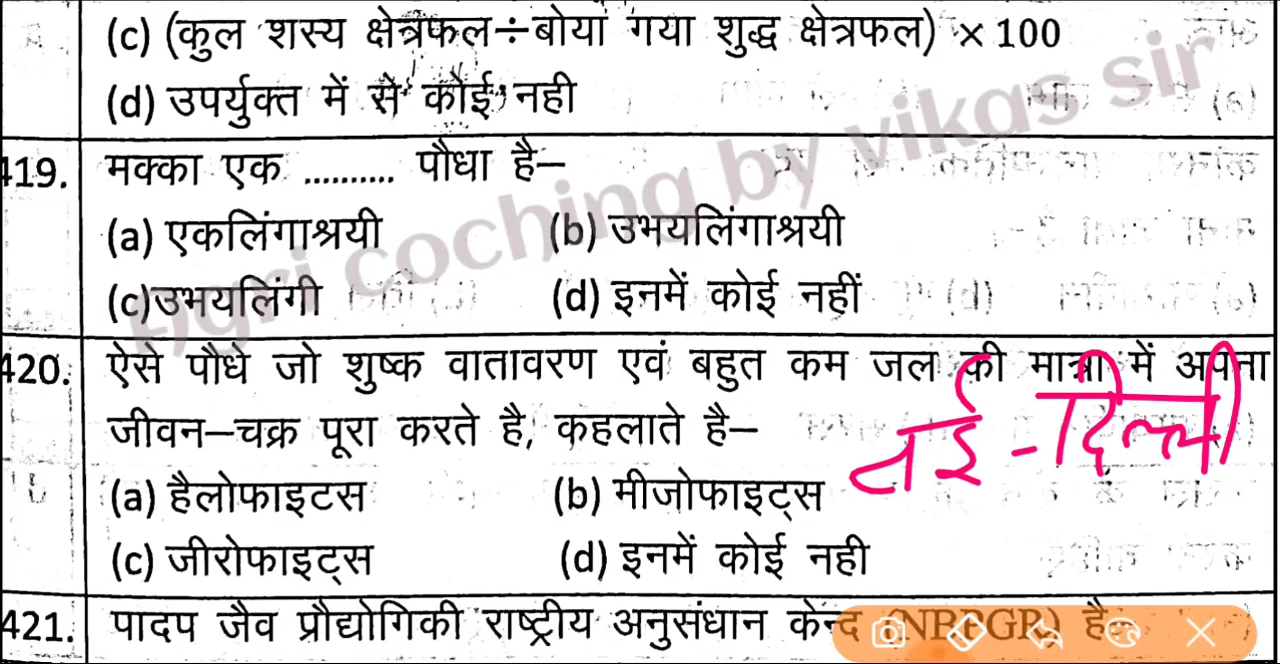 (c) (कुल शस्य क्षेत्रफल÷बोया गया शुद्ध क्षेत्रफल) × 100
(d) उपर्युक्त में से कोई नही
419. मक्का एक .......... पौधा है–
(a) एकलिंगाश्रयी (b) उभयलिंगाश्रयी
(c)उभयलिंगी (d) इनमें कोई नहीं
420. ऐसे पौधे जो शुष्क वातावरण एवं बहुत कम जल की मात्रा में अपना
जीवन–चक्र पूरा करते है, कहलाते है–
नई-दिल्ली
(a) हैलोफाइटस (b) मीजोफाइट्स
(c) जीरोफाइट्स (d) इनमें कोई नही
421. पादप जैव प्रौद्योगिकी राष्ट्रीय अनुसंधान केन्द (NBPGR) है–
Agri coching by vikas sir